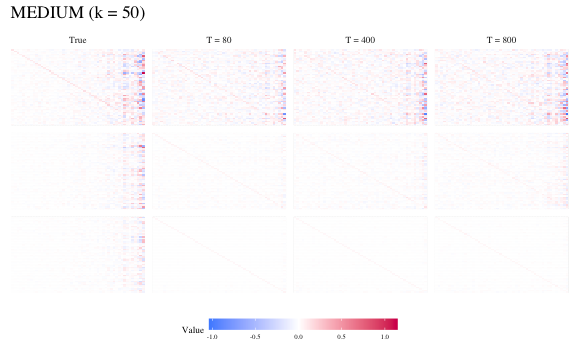 MEDIUM (k = 50)
True T = 80 T = 400 T = 800
Value -1.0 -0.5 0.0 0.5 1.0